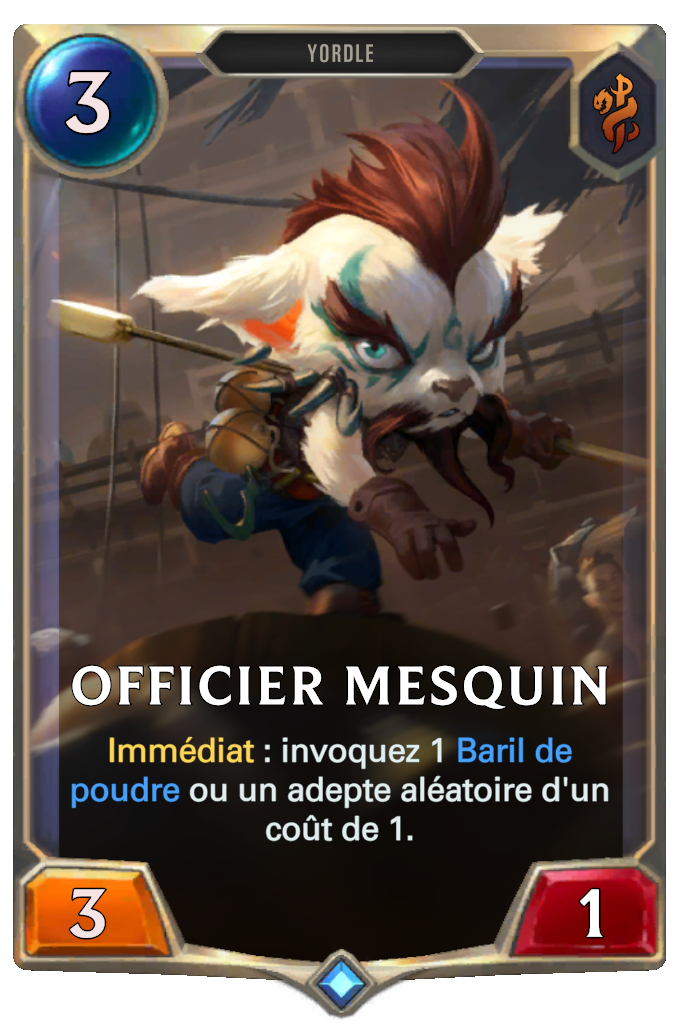 YORDLE
3
OFFICIER MESQUIN
Immédiat : invoquez 1 Baril de
poudre ou un adepte aléatoire d'un
coût de 1.
3
1